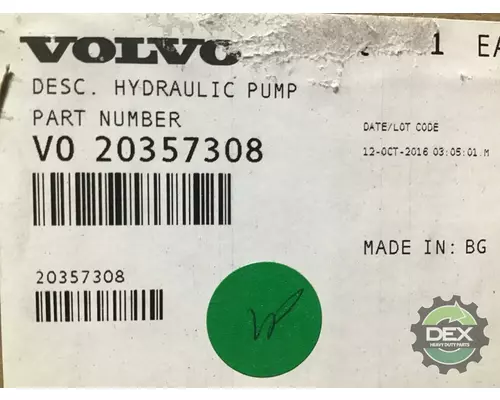 VOLVO
1 EA
DESC. HYDRAULIC PUMP
PART NUMBER
VO 20357308
DATE/LOT CODE
12-OCT-2016 03:05:01.M
MADE IN: BG
20357308
DEX
HEAVY DUTY PARTS